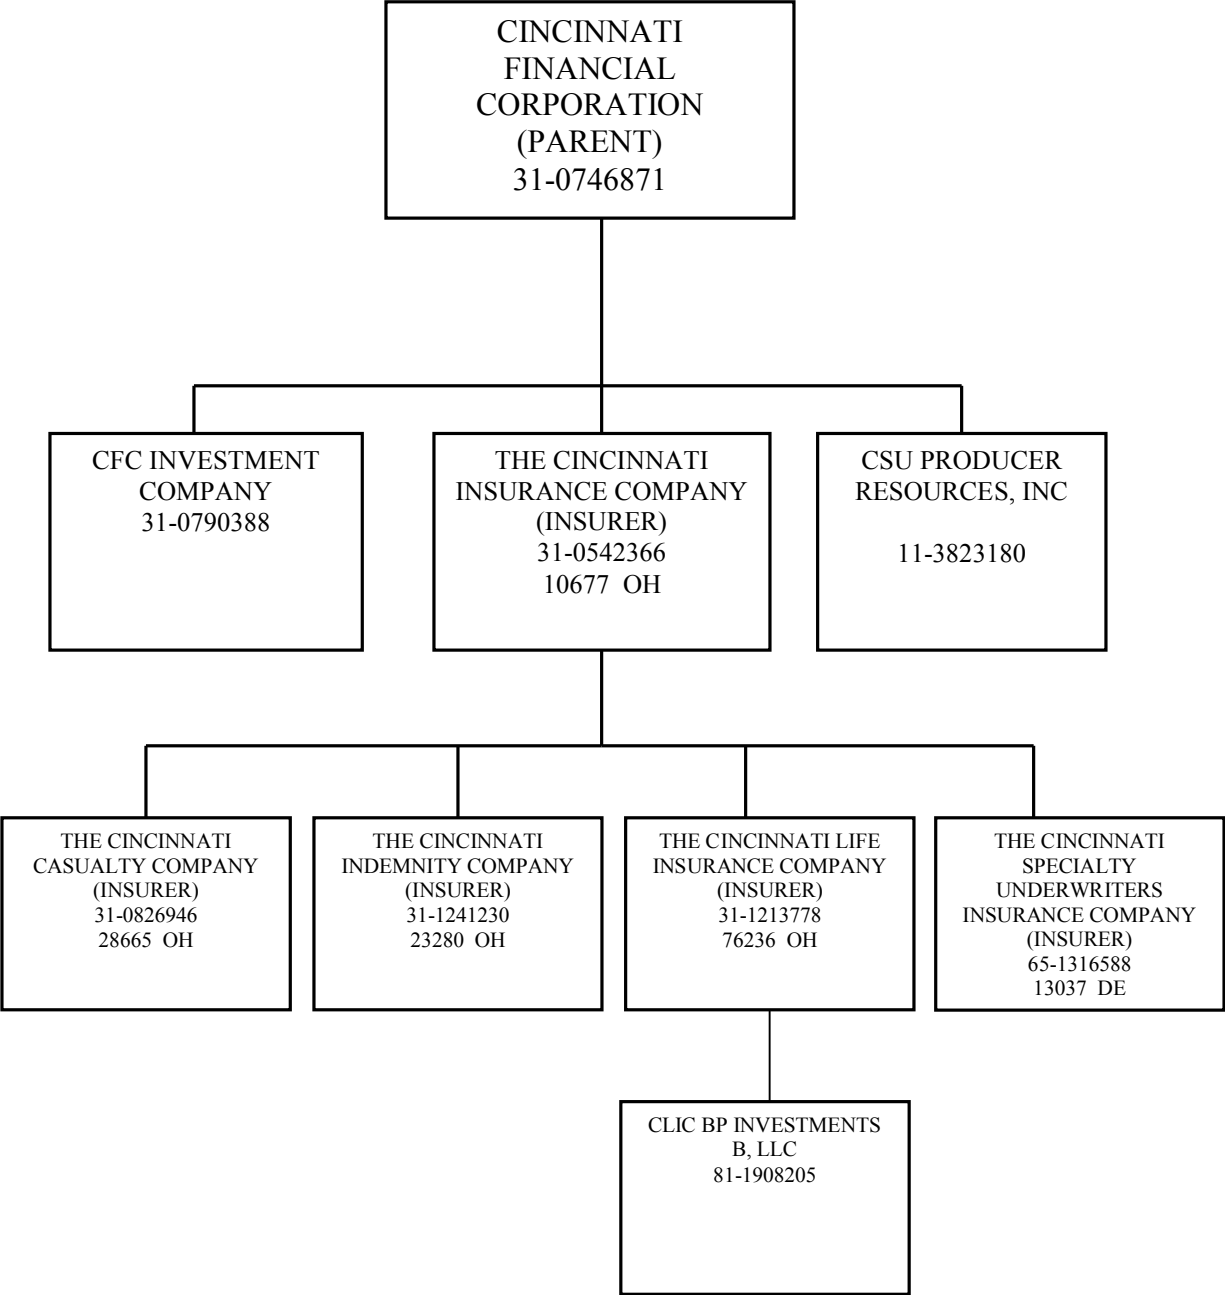 CINCINNATI
FINANCIAL
CORPORATION
(PARENT)
31-0746871
CFC INVESTMENT
COMPANY
31-0790388
THE CINCINNATI
INSURANCE COMPANY
(INSURER)
31-0542366
10677 OH
CSU PRODUCER
RESOURCES, INC
11-3823180
THE CINCINNATI
CASUALTY COMPANY
(INSURER)
31-0826946
28665 OH
THE CINCINNATI
INDEMNITY COMPANY
(INSURER)
31-1241230
23280 OH
THE CINCINNATI LIFE
INSURANCE COMPANY
(INSURER)
31-1213778
76236 OH
THE CINCINNATI
SPECIALTY
UNDERWRITERS
INSURANCE COMPANY
(INSURER)
65-1316588
13037 DE
CLIC BP INVESTMENTS
B, LLC
81-1908205